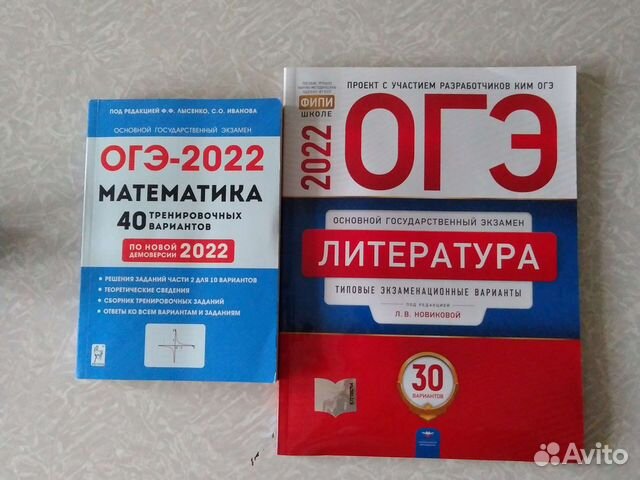 ПОД РЕДАКЦИЕЙ Ф.Ф. ЛЫСЕНКО, С.О. ИВАНОВА
ОСНОВНОЙ ГОСУДАРСТВЕННЫЙ ЭКЗАМЕН
ОГЭ-2022
МАТЕМАТИКА
40 ТРЕНИРОВОЧНЫХ
ВАРИАНТОВ
ПО НОВОЙ
ДЕМОВЕРСИИ 2022
• РЕШЕНИЯ ЗАДАНИЙ ЧАСТИ 2 ДЛЯ 10 ВАРИАНТОВ
• ТЕОРЕТИЧЕСКИЕ СВЕДЕНИЯ
• СБОРНИК ТРЕНИРОВОЧНЫХ ЗАДАНИЙ
• ОТВЕТЫ КО ВСЕМ ВАРИАНТАМ И ЗАДАНИЯМ
ПРОЕКТ С УЧАСТИЕМ РАЗРАБОТЧИКОВ КИМ ОГЭ
ФИПИ
ШКОЛЕ
2022
ОГЭ
ОСНОВНОЙ ГОСУДАРСТВЕННЫЙ ЭКЗАМЕН
ЛИТЕРАТУРА
ТИПОВЫЕ ЭКЗАМЕНАЦИОННЫЕ ВАРИАНТЫ
ПОД РЕДАКЦИЕЙ
Л. В. НОВИКОВОЙ
30
ВАРИАНТОВ
Avito